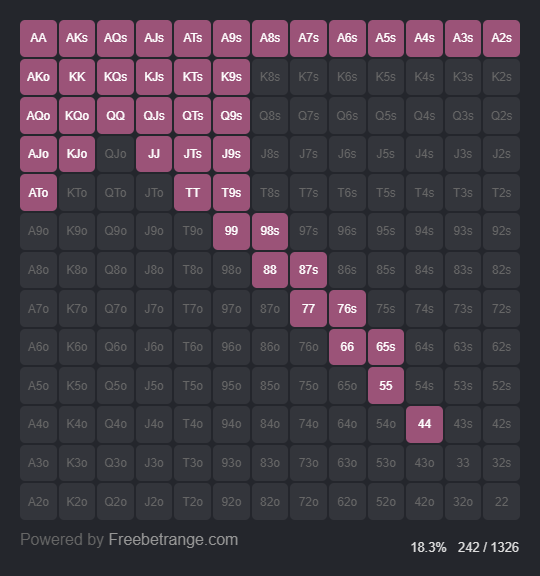 AA AKs AQs AJs ATs A9s A8s A7s A6s A5s A4s A3s A2s
AKo KK KQs KJs KTs K9s K8s K7s K6s K5s K4s K3s K2s
AQo KQo QQ QJs QTs Q9s Q8s Q7s Q6s Q5s Q4s Q3s Q2s
AJo KJo QJo JJ JTs J9s J8s J7s J6s J5s J4s J3s J2s
ATo KTo QTo JTo TT T9s T8s T7s T6s T5s T4s T3s T2s
A9o K9o Q9o J9o T9o 99 98s 97s 96s 95s 94s 93s 92s
A8o K8o Q8o J8o T8o 98o 88 87s 86s 85s 84s 83s 82s
A7o K7o Q7o J7o T7o 97o 87o 77 76s 75s 74s 73s 72s
A6o K6o Q6o J6o T6o 96o 86o 76o 66 65s 64s 63s 62s
A5o K5o Q5o J5o T5o 95o 85o 75o 65o 55 54s 53s 52s
A4o K4o Q4o J4o T4o 94o 84o 74o 64o 54o 44 43s 42s
A3o K3o Q3o J3o T3o 93o 83o 73o 63o 53o 43o 33 32s
A2o K2o Q2o J2o T2o 92o 82o 72o 62o 52o 42o 32o 22
Powered by Freebetrange.com
18.3% 242 / 1326